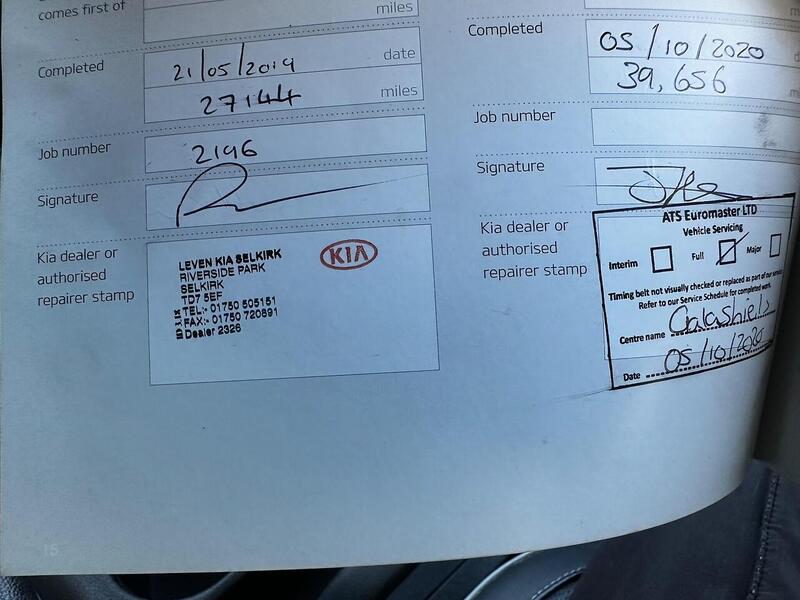 comes first of
miles
Completed
21/05/2019
date
27144
miles
Job number
2196
Signature
Kia dealer or
authorised
repairer stamp
LEVEN KIA SELKIRK
RIVERSIDE PARK
SELKIRK
TD7 5EF
TEL:- 01750 505151
FAX:- 01750 720891
Dealer 2326
KIA
15
Completed
05/10/2020
39,656
Job number
Signature
Kia dealer or
authorised
repairer stamp
ATS Euromaster LTD
Vehicle Servicing
Interim
Full
Major
Timing belt not visually checked or replaced as part of our service
Refer to our Service Schedule for completed work.
Centre name Galashiels
Date 05/10/2020